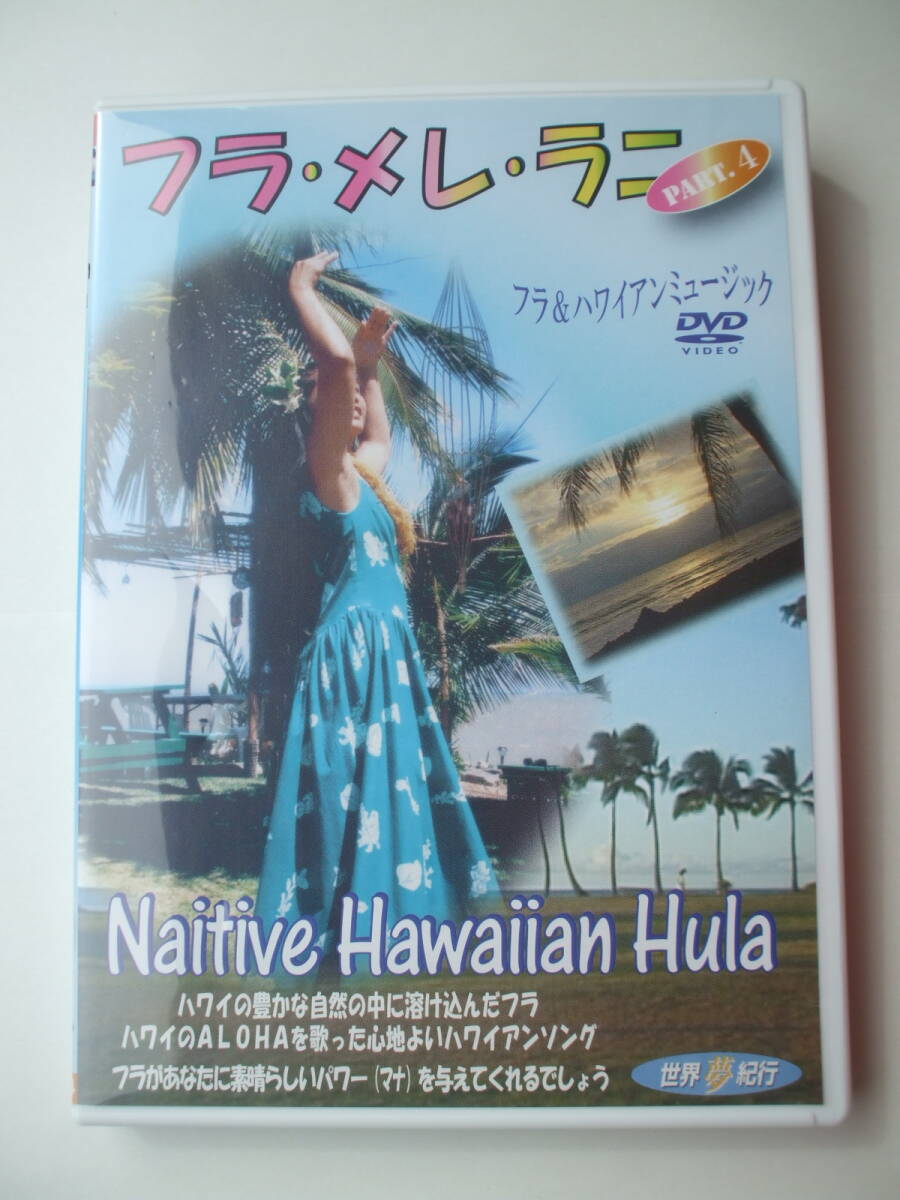 フラ・メレ・ラニ
PART. 4
フラ＆ハワイアンミュージック
DVD
VIDEO
Naitive Hawaiian Hula
ハワイの豊かな自然の中に溶け込んだフラ
ハワイのALOHAを歌った心地よいハワイアンソング
フラがあなたに素晴らしいパワー（マナ）を与えてくれるでしょう
世界 夢 紀行